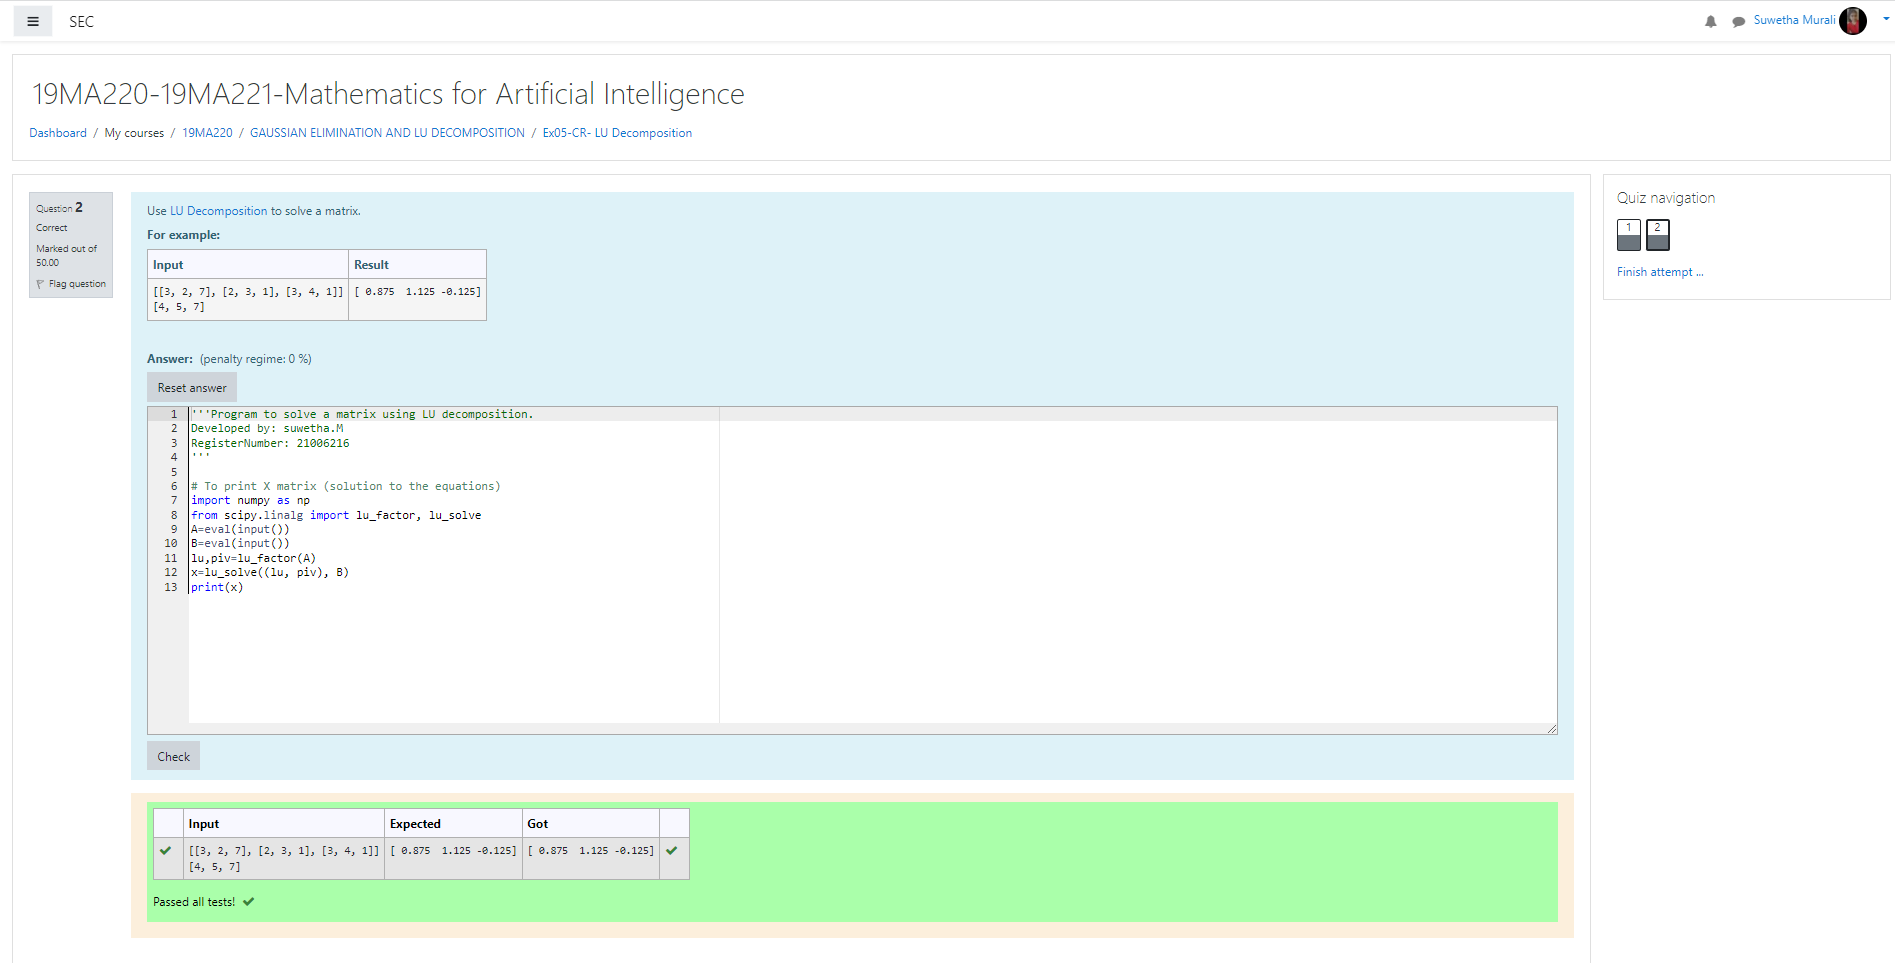 SEC
Suwetha Murali
19MA220-19MA221-Mathematics for Artificial Intelligence
Dashboard / My courses / 19MA220 / GAUSSIAN ELIMINATION AND LU DECOMPOSITION / Ex05-CR- LU Decomposition
Question 2
Correct
Marked out of
50.00
Flag question
Use LU Decomposition to solve a matrix.
For example:
Input Result
[[3, 2, 7], [2, 3, 1], [3, 4, 1]] [ 0.875  1.125 -0.125]
[4, 5, 7]
Answer: (penalty regime: 0 %)
Reset answer
1 '''Program to solve a matrix using LU decomposition.
2 Developed by: suwetha.M
3 RegisterNumber: 21006216
4 '''
5
6 # To print X matrix (solution to the equations)
7 import numpy as np
8 from scipy.linalg import lu_factor, lu_solve
9 A=eval(input())
10 B=eval(input())
11 lu,piv=lu_factor(A)
12 x=lu_solve((lu, piv), B)
13 print(x)
Check
Input Expected Got
[[3, 2, 7], [2, 3, 1], [3, 4, 1]] [ 0.875  1.125 -0.125] [ 0.875  1.125 -0.125]
[4, 5, 7]
Passed all tests!
Quiz navigation
1 2
Finish attempt ...